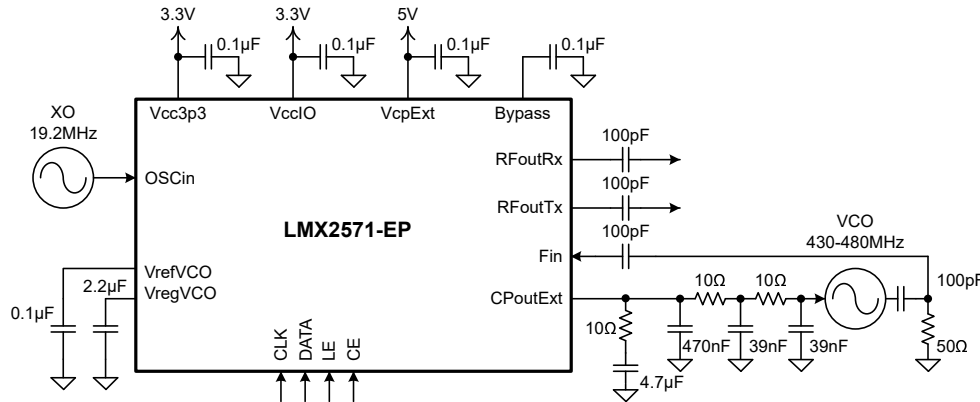 3.3V
3.3V
5V
0.1µF
0.1µF
0.1µF
0.1µF
Vcc3p3
VccIO
VcpExt
Bypass
XO
19.2MHz
OSCin
100pF
RFoutRx
100pF
RFoutTx
100pF
LMX2571-EP
VCO
430-480MHz
Fin
100pF
VrefVCO
2.2µF
VregVCO
0.1µF
CPoutExt
10Ω
10Ω
10Ω
470nF
39nF
39nF
50Ω
4.7µF
CLK
DATA
LE
CE